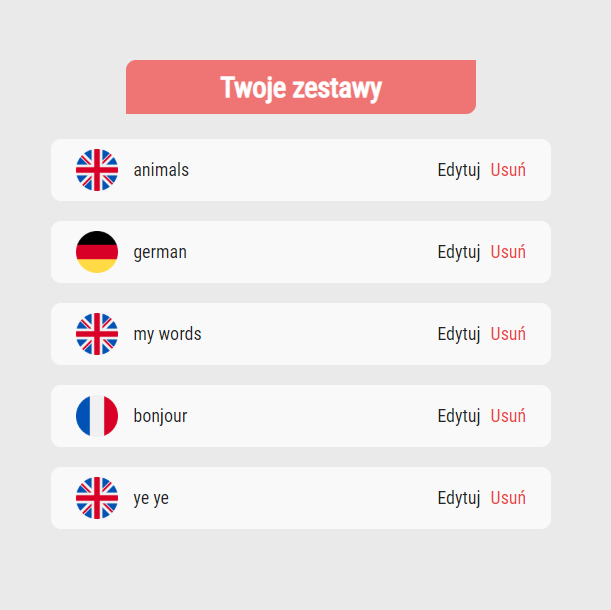 Twoje zestawy
animals Edytuj Usuń
german Edytuj Usuń
my words Edytuj Usuń
bonjour Edytuj Usuń
ye ye Edytuj Usuń